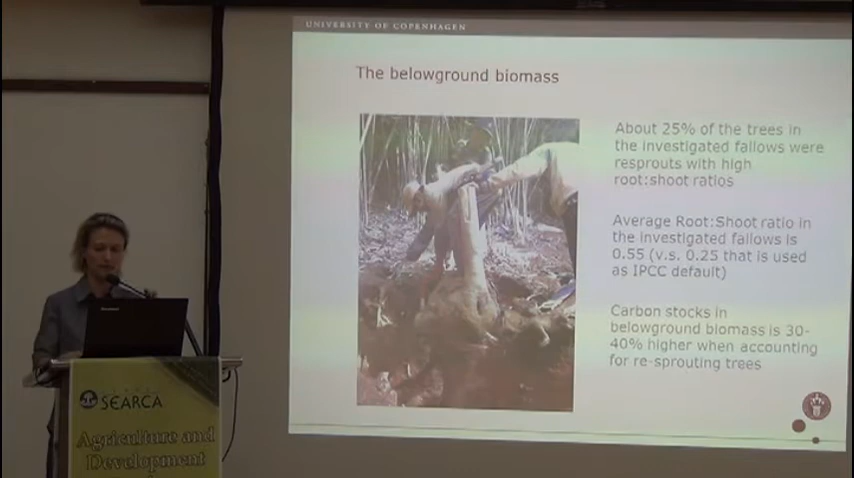 UNIVERSITY OF COPENHAGEN
The belowground biomass
About 25% of the trees in
the investigated fallows were
resprouts with high
root:shoot ratios
Average Root:Shoot ratio in
the investigated fallows is
0.55 (v.s. 0.25 that is used
as IPCC default)
Carbon stocks in
belowground biomass is 30-
40% higher when accounting
for re-sprouting trees
SEARCA
Agriculture and
Development